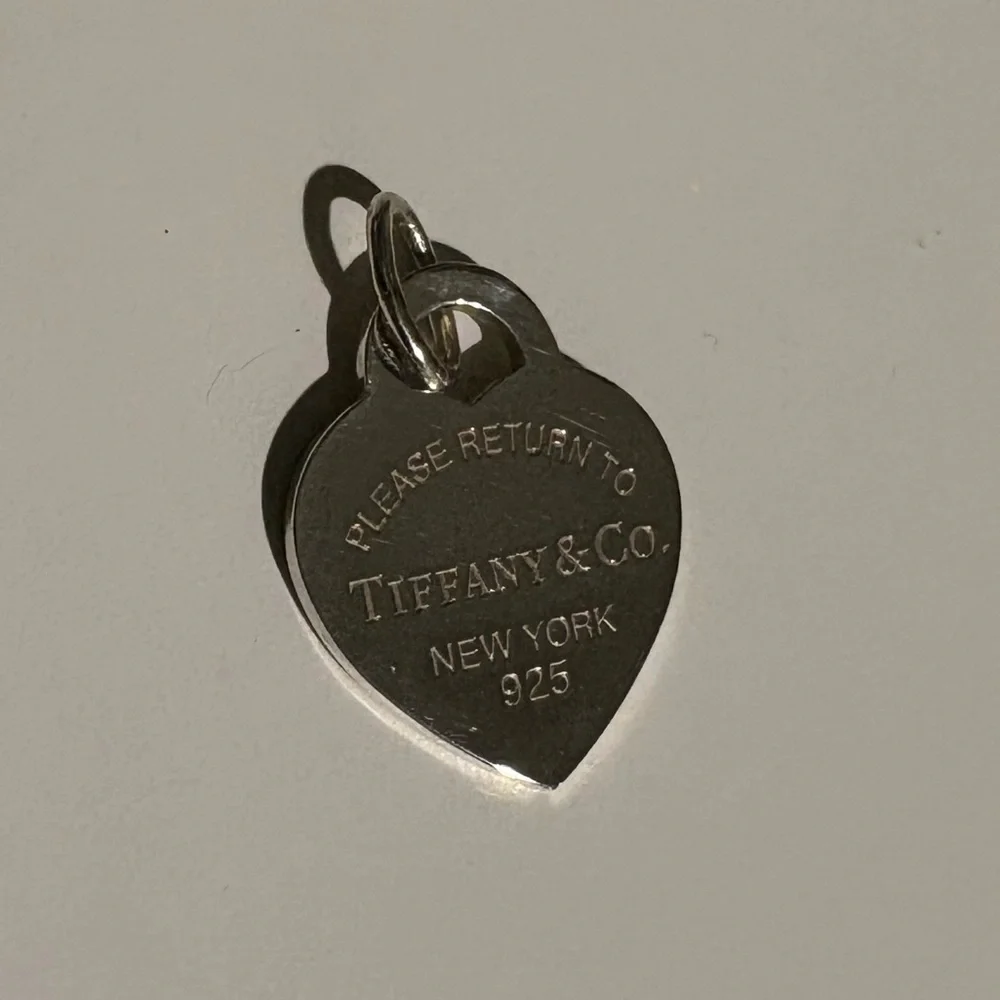 PLEASE RETURN TO
TIFFANY & CO.
NEW YORK
925